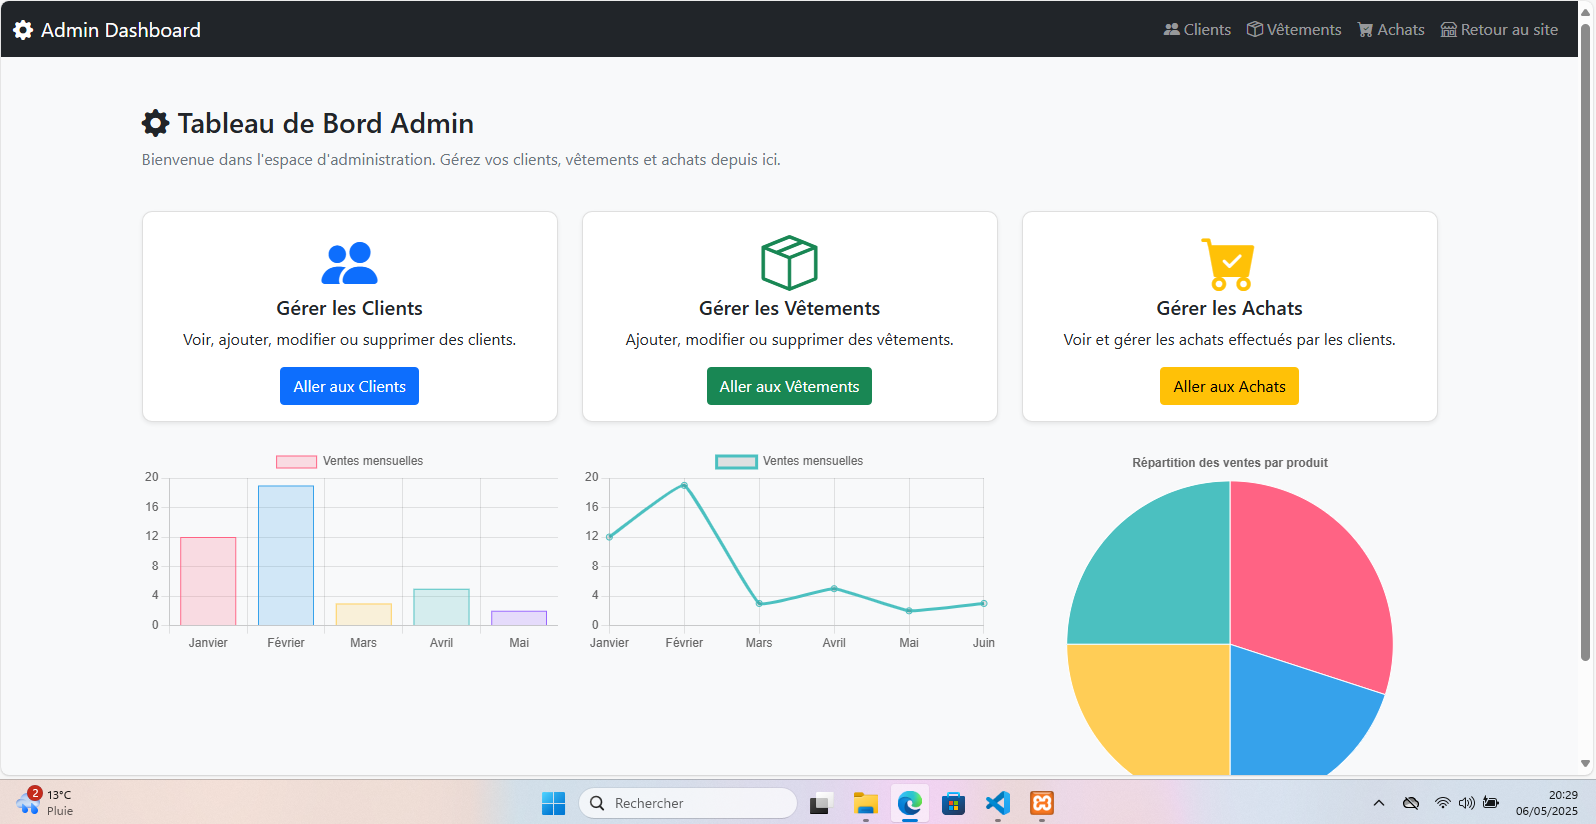 Admin Dashboard
Clients Vêtements Achats Retour au site
Tableau de Bord Admin
Bienvenue dans l'espace d'administration. Gérez vos clients, vêtements et achats depuis ici.
Gérer les Clients
Voir, ajouter, modifier ou supprimer des clients.
Aller aux Clients
Gérer les Vêtements
Ajouter, modifier ou supprimer des vêtements.
Aller aux Vêtements
Gérer les Achats
Voir et gérer les achats effectués par les clients.
Aller aux Achats
Ventes mensuelles
20
16
12
8
4
0
Janvier Février Mars Avril Mai
Ventes mensuelles
20
16
12
8
4
0
Janvier Février Mars Avril Mai Juin
Répartition des ventes par produit
2
13°C
Pluie
Rechercher
20:29
06/05/2025